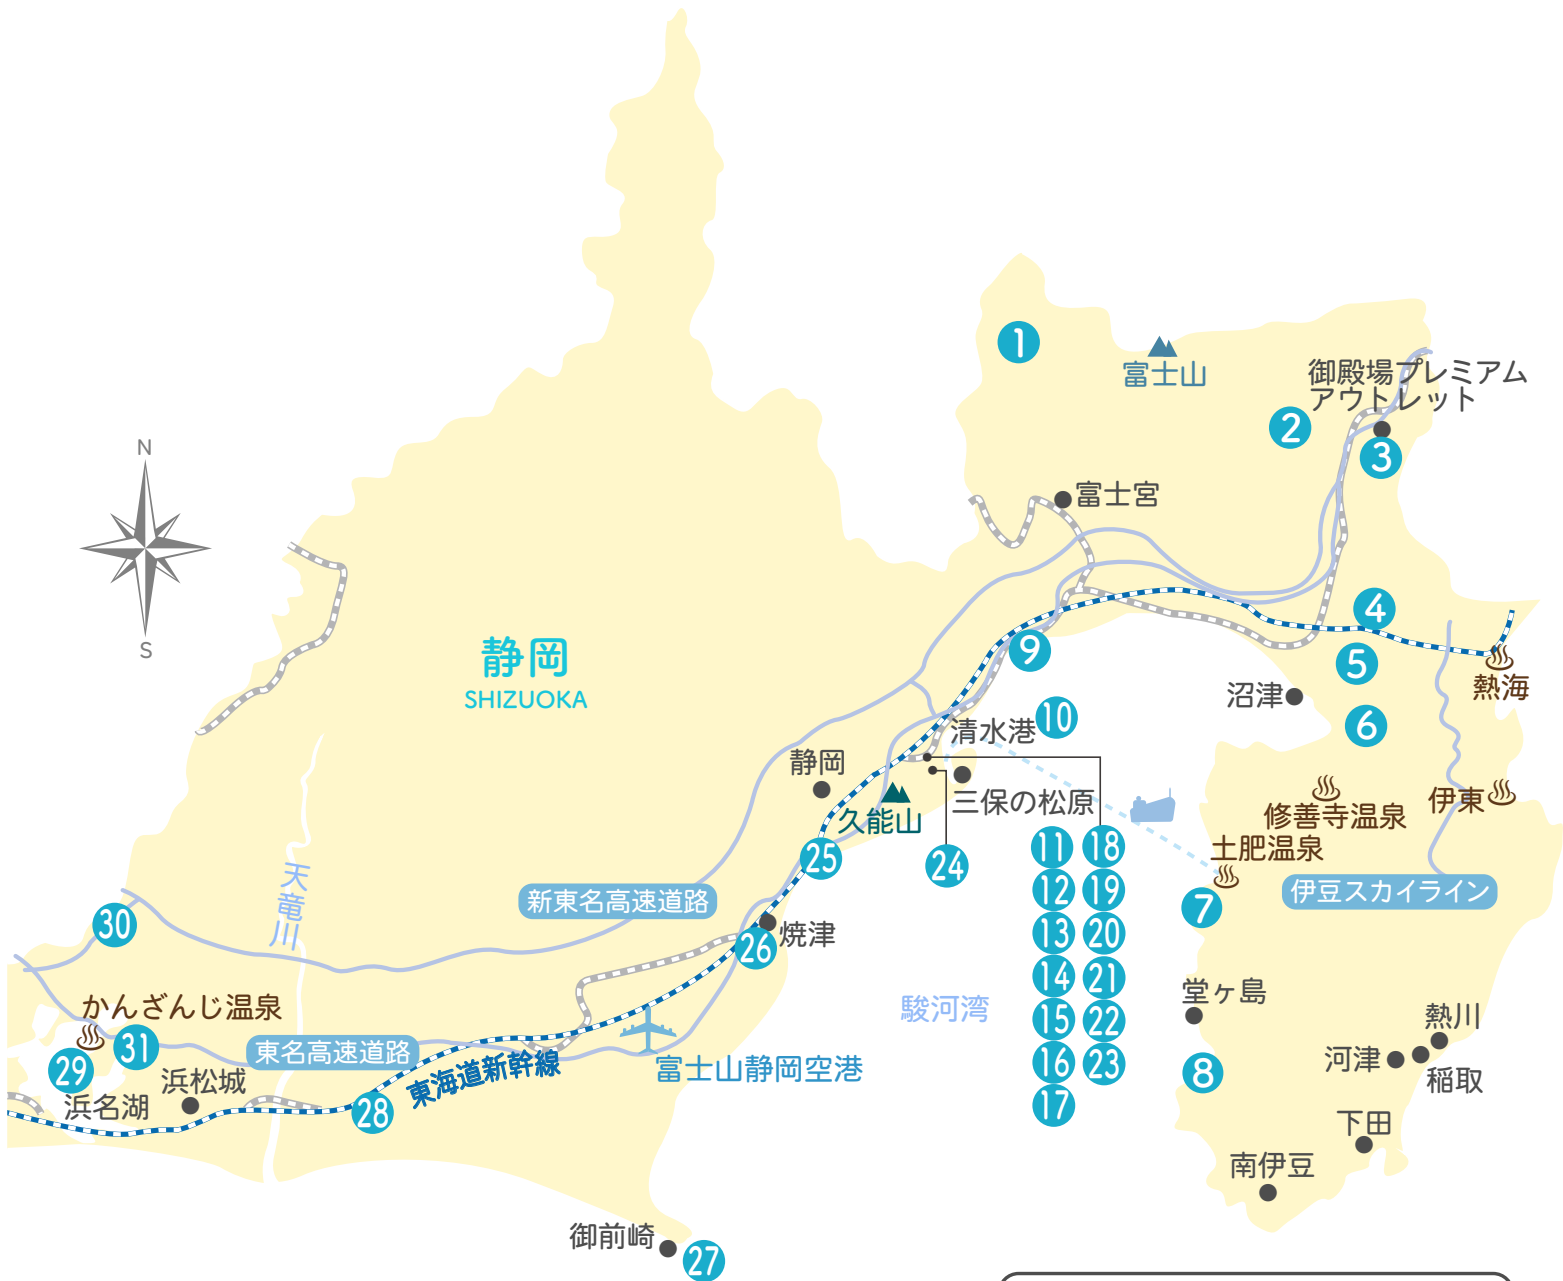 1
富士山
御殿場プレミアム
アウトレット
2
3
N
S
富士宮
静岡
SHIZUOKA
4
5
9
熱海
沼津
6
10
清水港
静岡
三保の松原
久能山
修善寺温泉
伊東
土肥温泉
伊豆スカイライン
25
24
11
18
12
19
13
20
14
21
15
22
16
23
17
7
天竜川
新東名高速道路
30
焼津
26
駿河湾
堂ヶ島
かんざんじ温泉
31
29
浜名湖
浜松城
東名高速道路
東海道新幹線
28
富士山静岡空港
8
熱川
河津
稲取
下田
南伊豆
御前崎
27